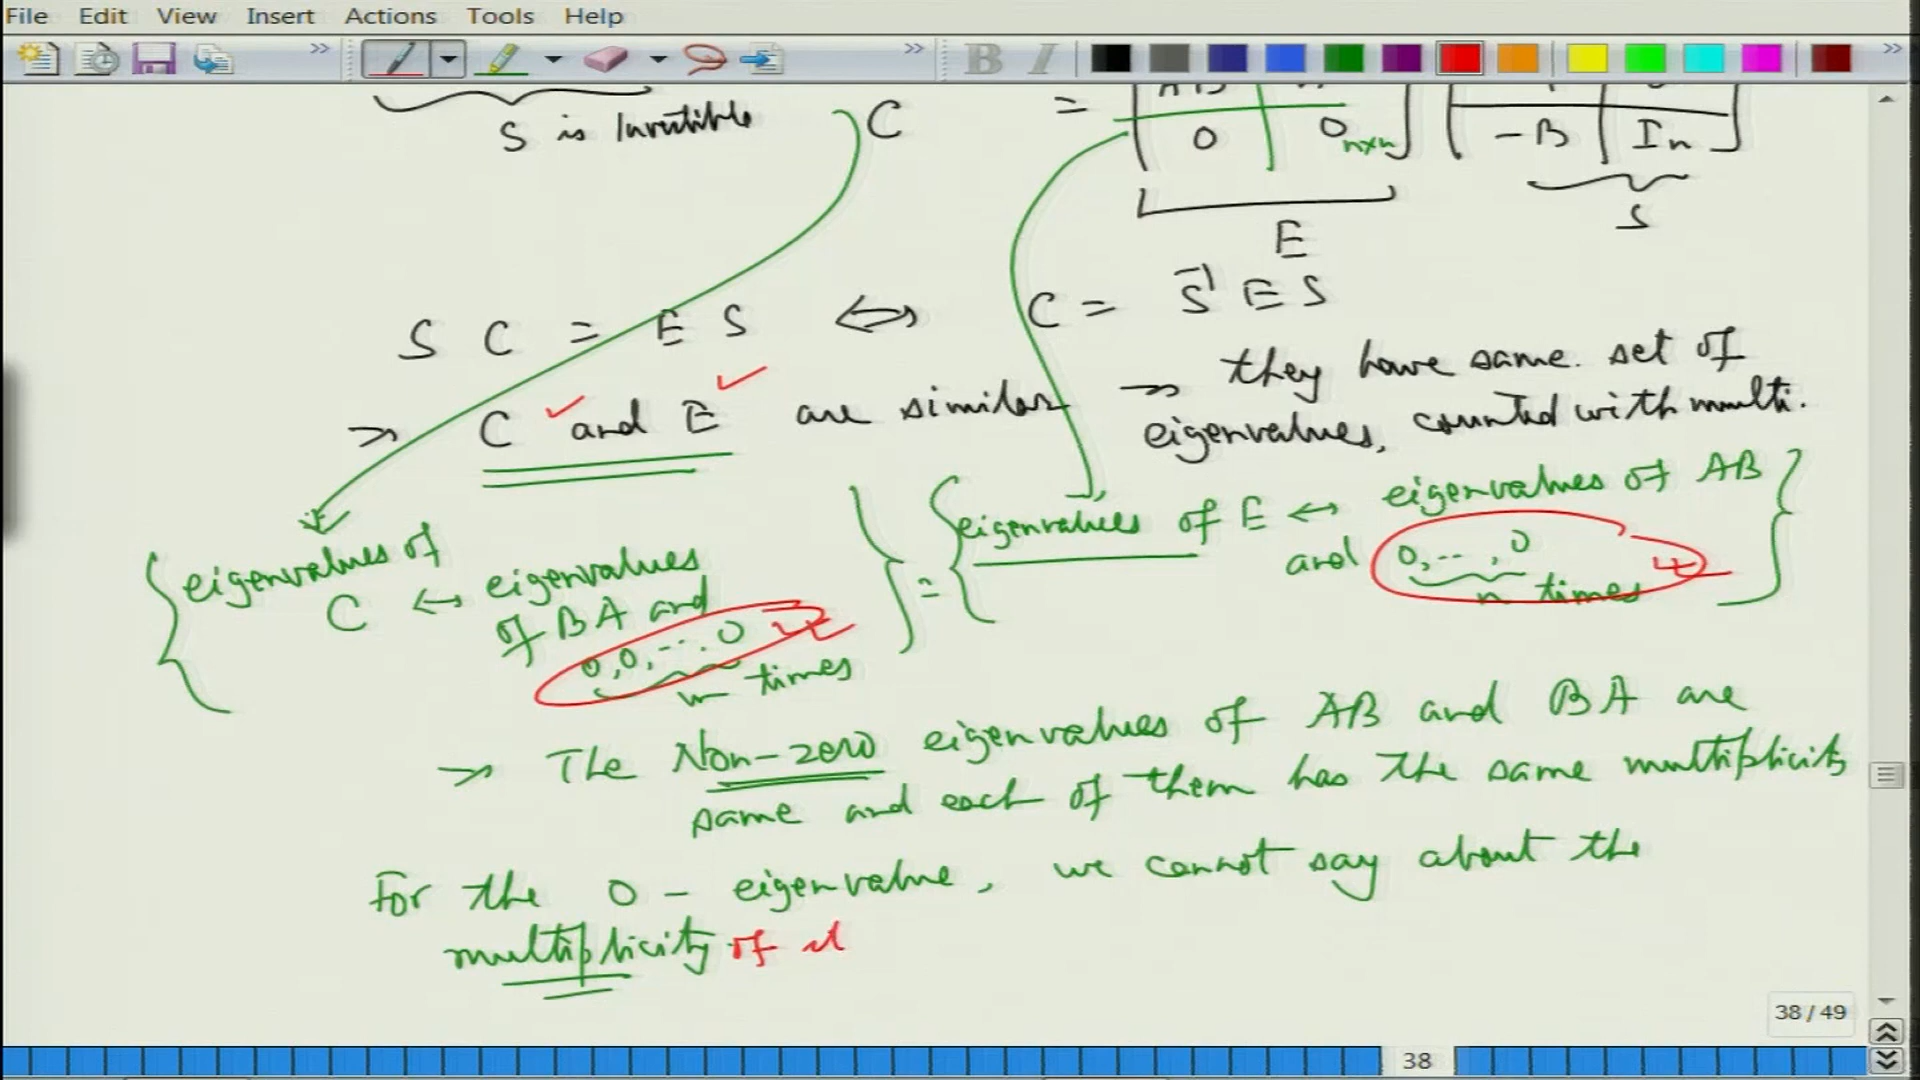 File Edit View Insert Actions Tools Help
S is Invertible
C
=
AB
0 0 n×n
-B In
E
S
S C = E S ⇔ C = S⁻¹ E S
⇒ C and E are similar ⇒ they have same set of
eigenvalues, counted with multi.
{ eigenvalues of
C ↔ eigenvalues
of BA and
0,0,...,0
m times
} = { eigenvalues of E ↔ eigenvalues of AB
and 0,...,0
n times }
⇒ The Non-zero eigenvalues of AB and BA are
same and each of them has the same multiplicity
For the 0 - eigenvalue, we cannot say about the
multiplicity of
38 / 49
38